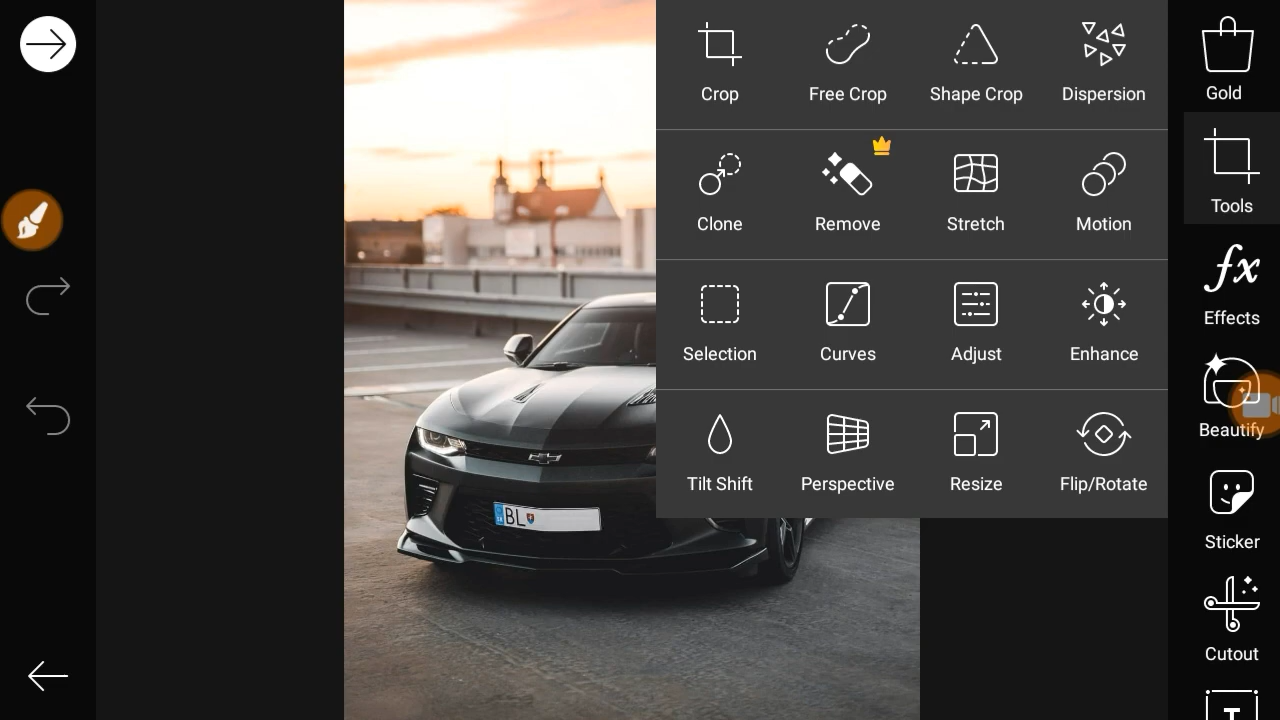 Crop
Free Crop
Shape Crop
Dispersion
Gold
Clone
Remove
Stretch
Motion
Tools
Selection
Curves
Adjust
Enhance
Effects
Tilt Shift
Perspective
Resize
Flip/Rotate
Beautify
BL
Sticker
Cutout
T